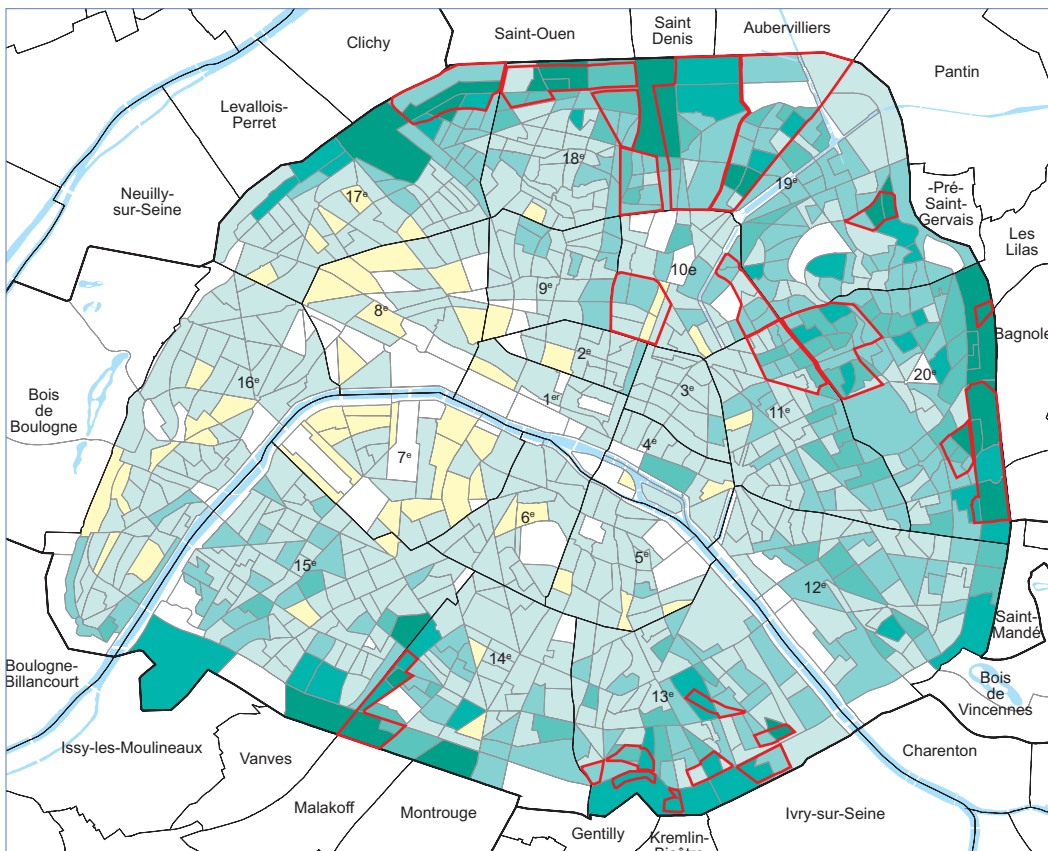 Saint-Ouen
Saint
Denis
Aubervilliers
Clichy
Pantin
Levallois-
Perret
18ᵉ
19ᵉ
17ᵉ
Neuilly-
sur-Seine
-Pré-
Saint-
Gervais
Les
Lilas
10e
9ᵉ
8ᵉ
Bagnole
2ᵉ
16ᵉ
3ᵉ
20ᵉ
1ᵉʳ
11ᵉ
Bois
de
Boulogne
4ᵉ
7ᵉ
6ᵉ
5ᵉ
15ᵉ
12ᵉ
Saint-
Mandé
14ᵉ
Boulogne-
Billancourt
13ᵉ
Bois
de
Vincennes
Issy-les-Moulineaux
Vanves
Charenton
Malakoff
Montrouge
Ivry-sur-Seine
Gentilly
Kremlin-